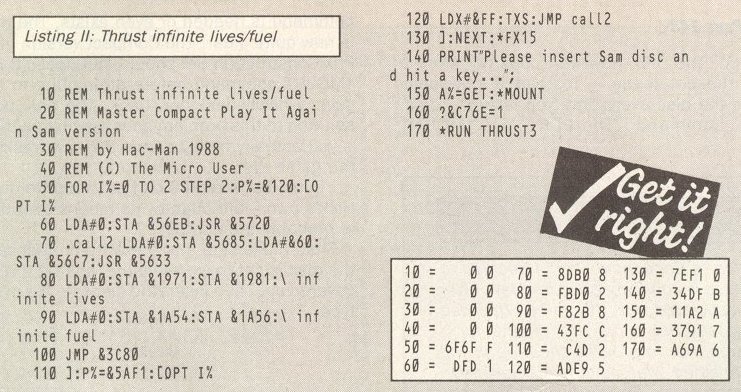 Listing II: Thrust infinite lives/fuel
10 REM Thrust infinite lives/fuel
20 REM Master Compact Play It Agai
n Sam version
30 REM by Hac-Man 1988
40 REM (C) The Micro User
50 FOR I%=0 TO 2 STEP 2:P%=&120:[O
PT I%
60 LDA#0:STA &56EB:JSR &5720
70 .call2 LDA#0:STA &5685:LDA#&60:
STA &56C7:JSR &5633
80 LDA#0:STA &1971:STA &1981:\ inf
inite lives
90 LDA#0:STA &1A54:STA &1A56:\ inf
inite fuel
100 JMP &3C80
110 ]:P%=&5AF1:[OPT I%
120 LDX#&FF:TXS:JMP call2
130 ]:NEXT:*FX15
140 PRINT"Please insert Sam disc an
d hit a key...";
150 A%=GET:*MOUNT
160 ?&C76E=1
170 *RUN THRUST3
Get it
right!
10 = 0 0 70 = 8DB0 8 130 = 7EF1 0
20 = 0 0 80 = FBD0 2 140 = 34DF B
30 = 0 0 90 = F82B 8 150 = 11A2 A
40 = 0 0 100 = 43FC C 160 = 3791 7
50 = 6F6F F 110 = C4D 2 170 = A69A 6
60 = DFD 1 120 = ADE9 5